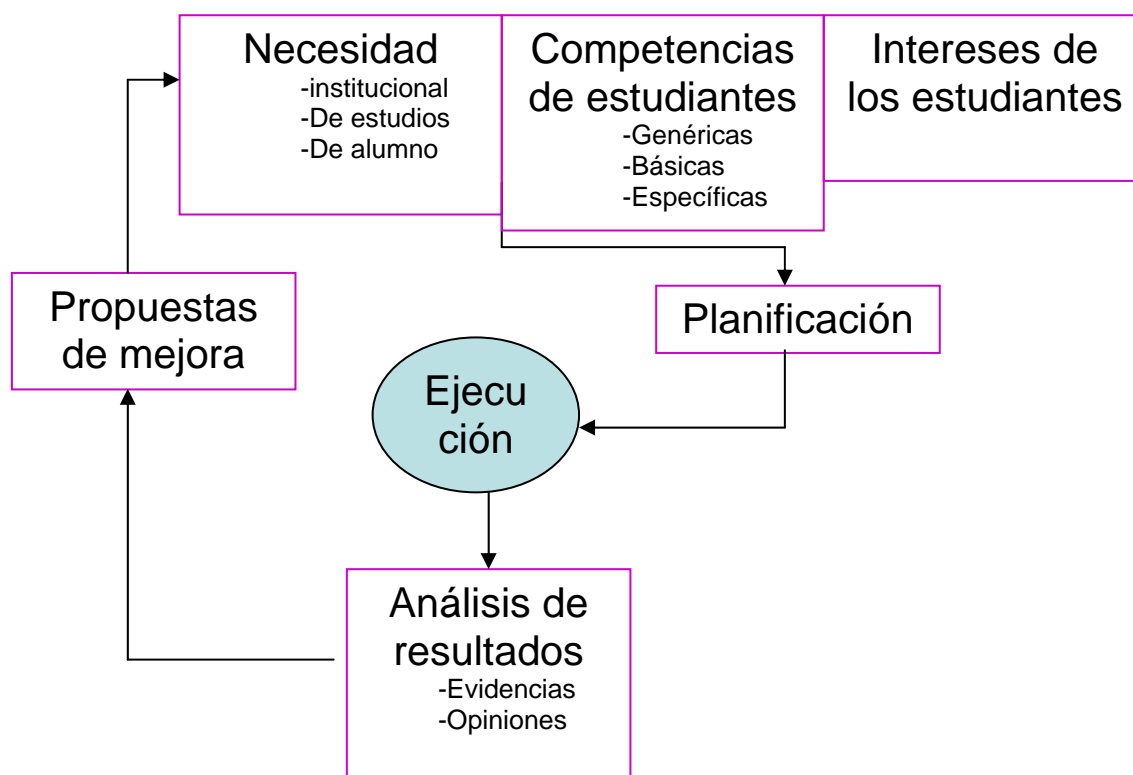 Necesidad
-institucional
-De estudios
-De alumno
Competencias
de estudiantes
-Genéricas
-Básicas
-Específicas
Intereses de
los estudiantes
Propuestas
de mejora
Planificación
Ejecu
ción
Análisis de
resultados
-Evidencias
-Opiniones